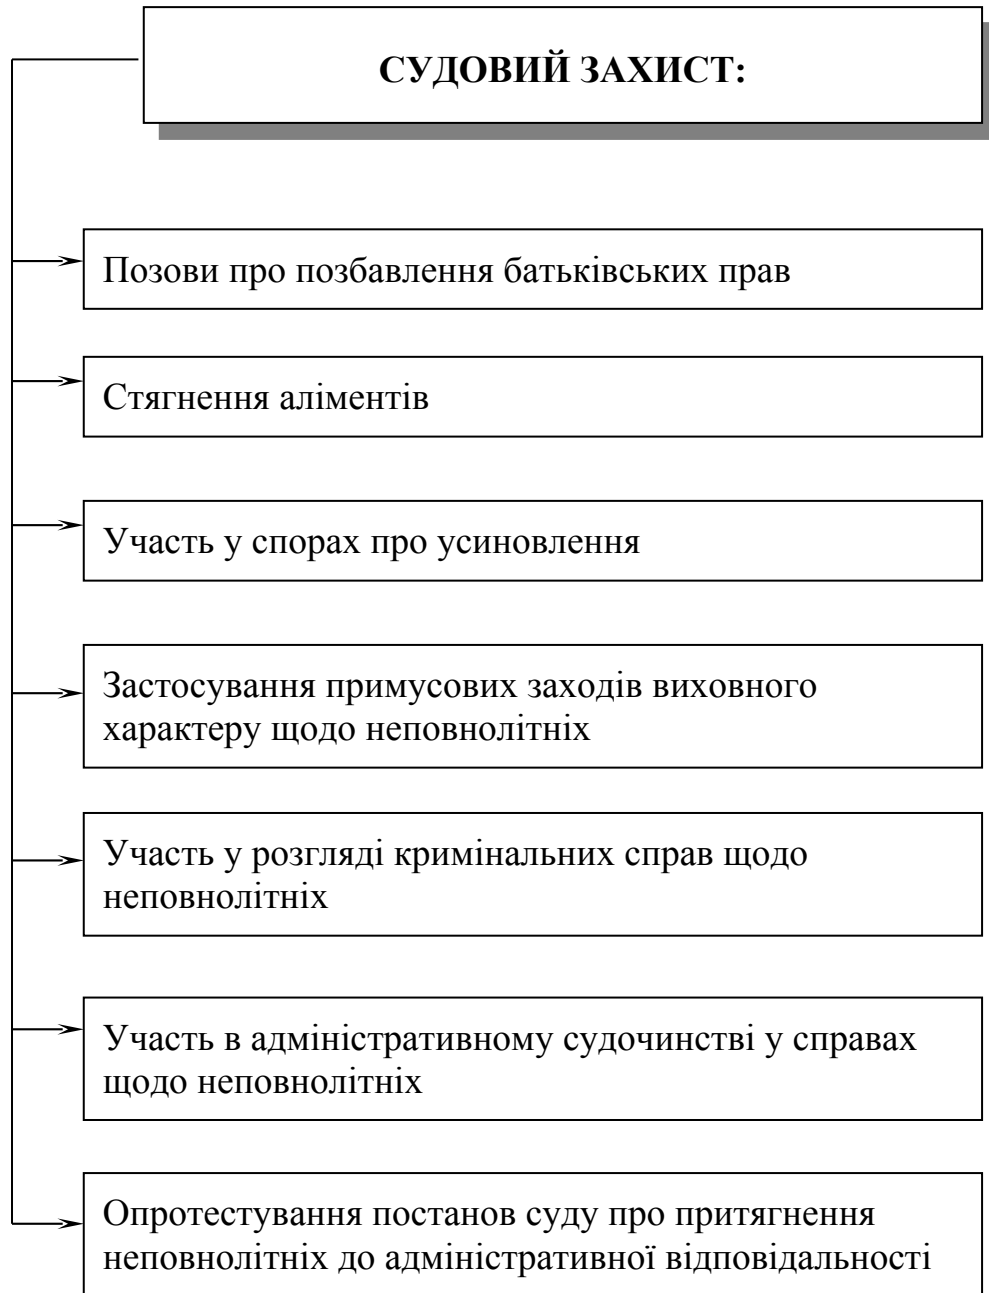 СУДОВИЙ ЗАХИСТ:
Позови про позбавлення батьківських прав
Стягнення аліментів
Участь у спорах про усиновлення
Застосування примусових заходів виховного
характеру щодо неповнолітніх
Участь у розгляді кримінальних справ щодо
неповнолітніх
Участь в адміністративному судочинстві у справах
щодо неповнолітніх
Опротестування постанов суду про притягнення
неповнолітніх до адміністративної відповідальності